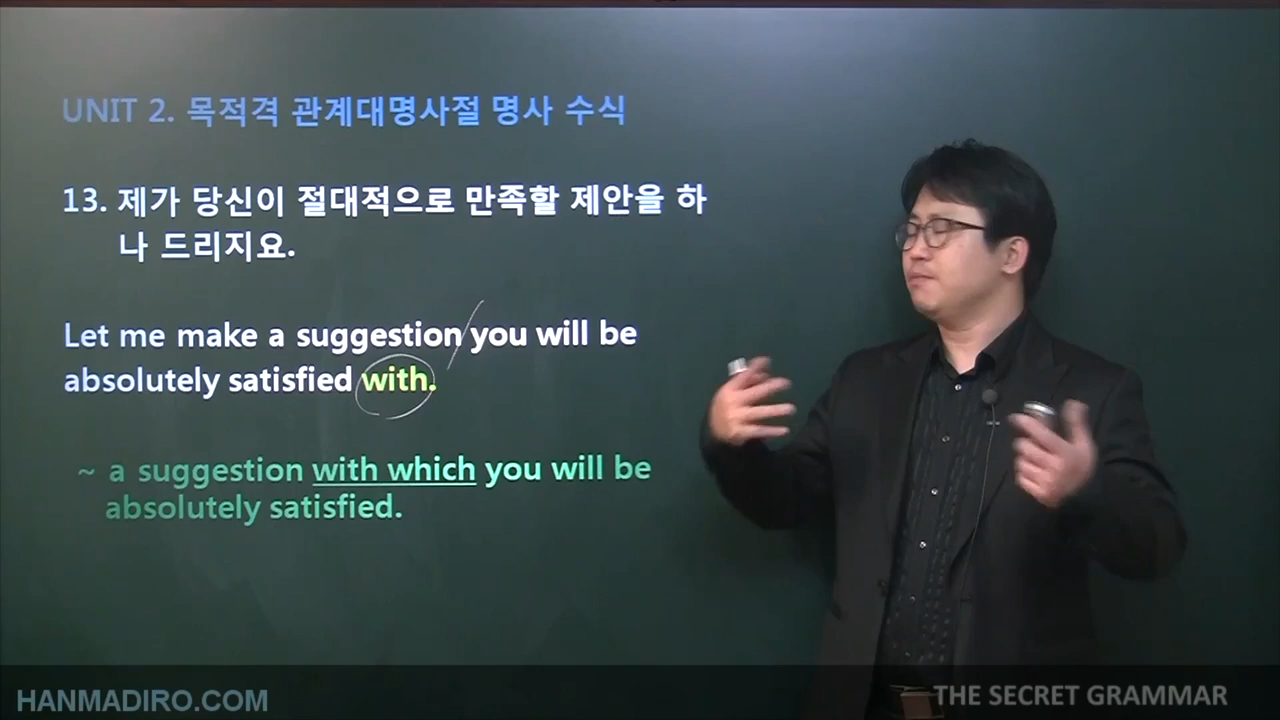 UNIT 2. 목적격 관계대명사절 명사 수식
13. 제가 당신이 절대적으로 만족할 제안을 하
나 드리지요.
Let me make a suggestion you will be
absolutely satisfied with.
~ a suggestion with which you will be
absolutely satisfied.
HANMADIRO.COM
THE SECRET GRAMMAR